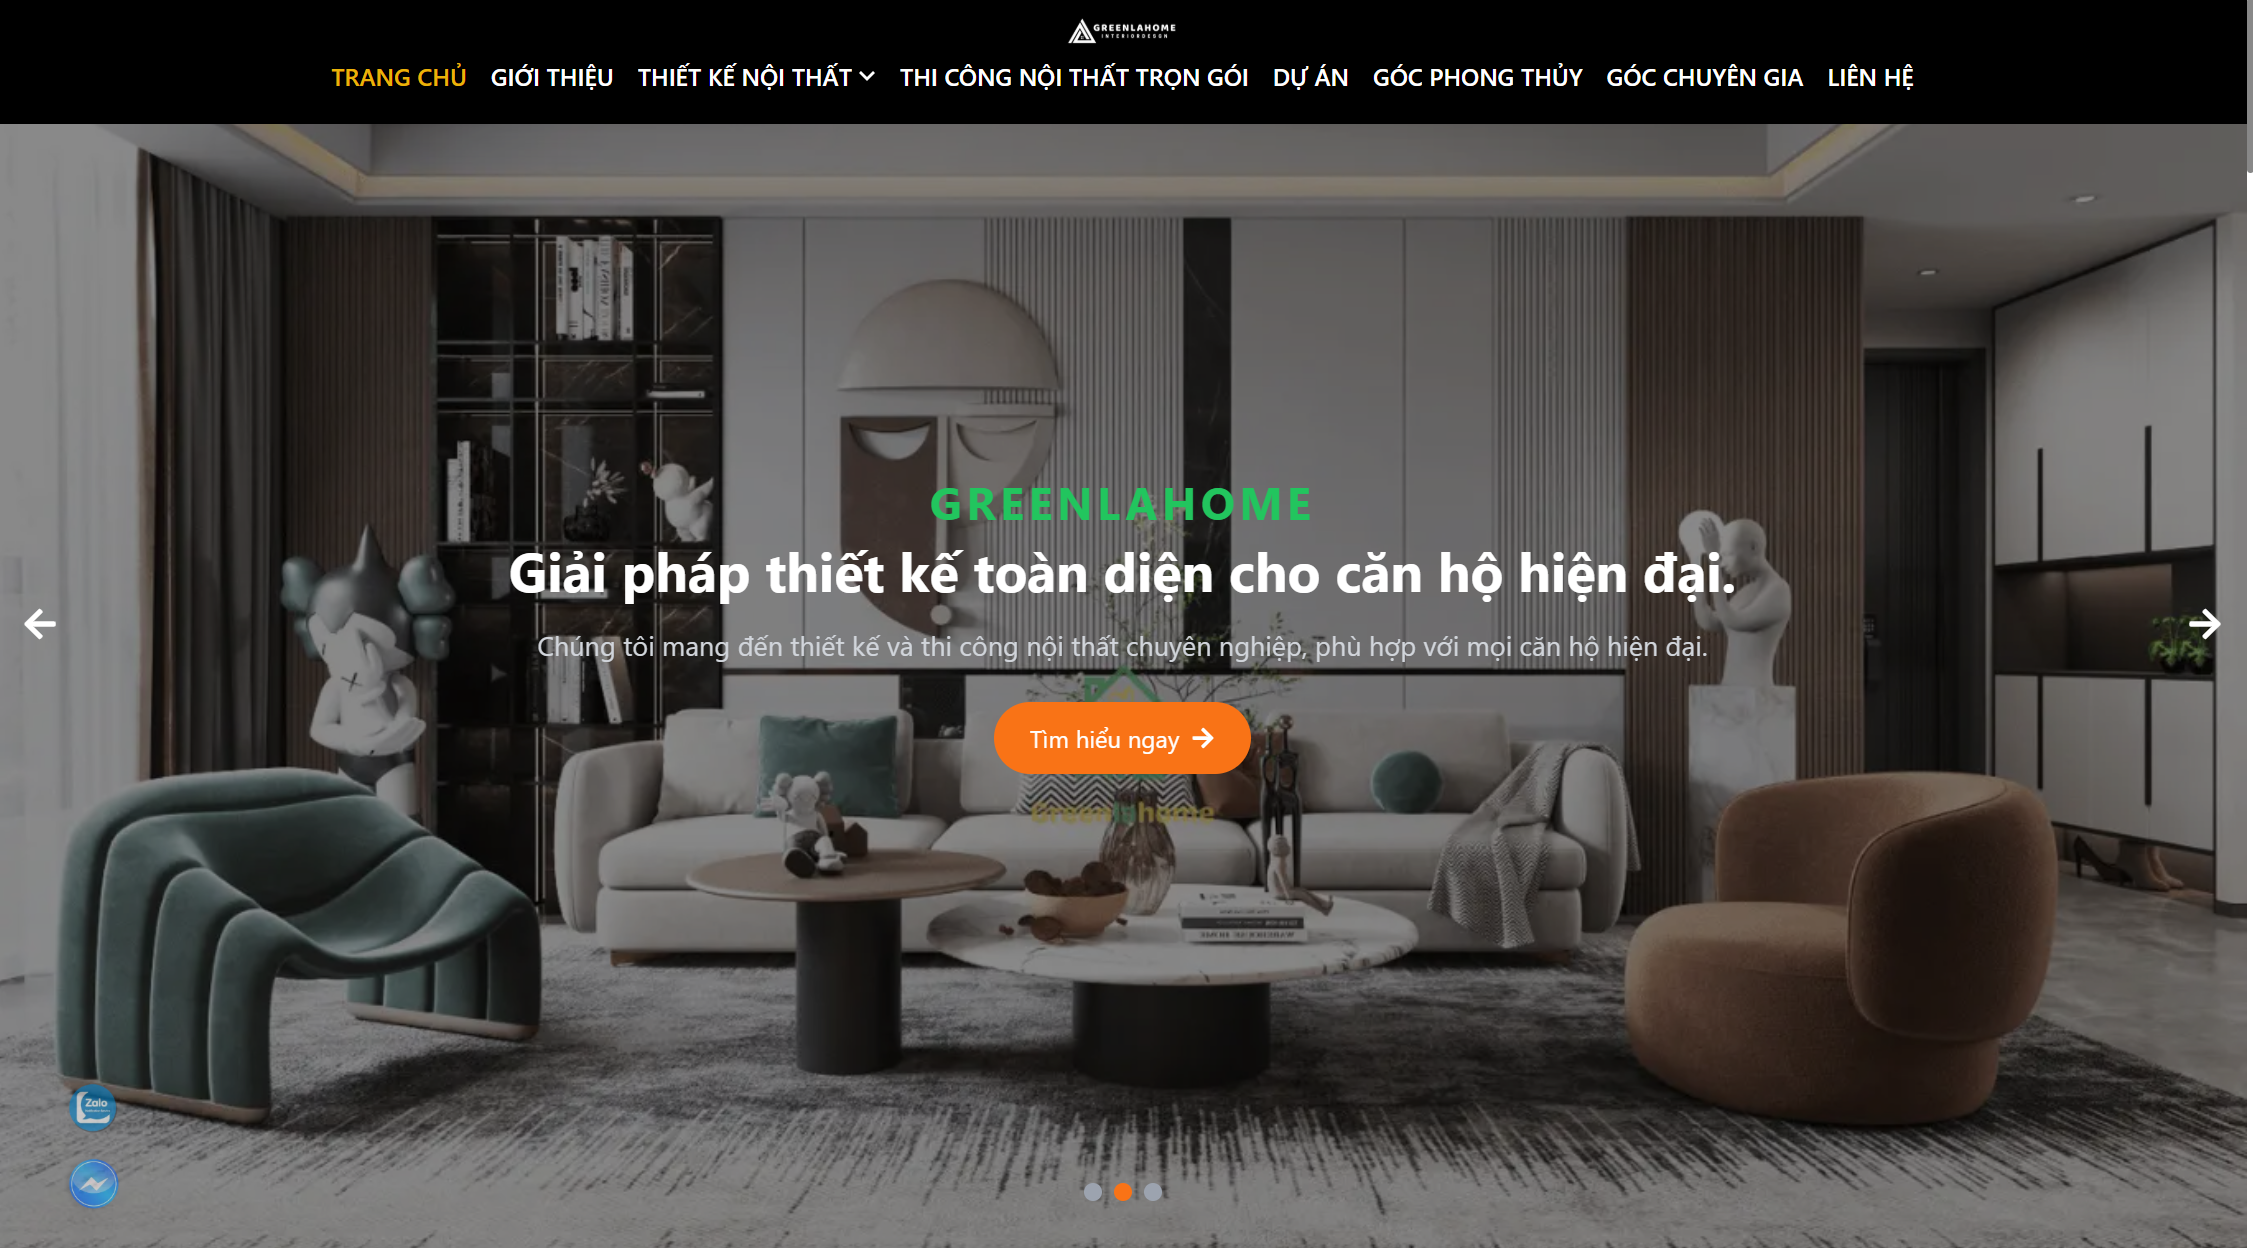 GREENLAHOME
INTERIORDESGN
TRANG CHỦ GIỚI THIỆU THIẾT KẾ NỘI THẤT THI CÔNG NỘI THẤT TRỌN GÓI DỰ ÁN GÓC PHONG THỦY GÓC CHUYÊN GIA LIÊN HỆ
GREENLAHOME
Giải pháp thiết kế toàn diện cho căn hộ hiện đại.
Chúng tôi mang đến thiết kế và thi công nội thất chuyên nghiệp, phù hợp với mọi căn hộ hiện đại.
Tìm hiểu ngay
Greenlahome
Zalo